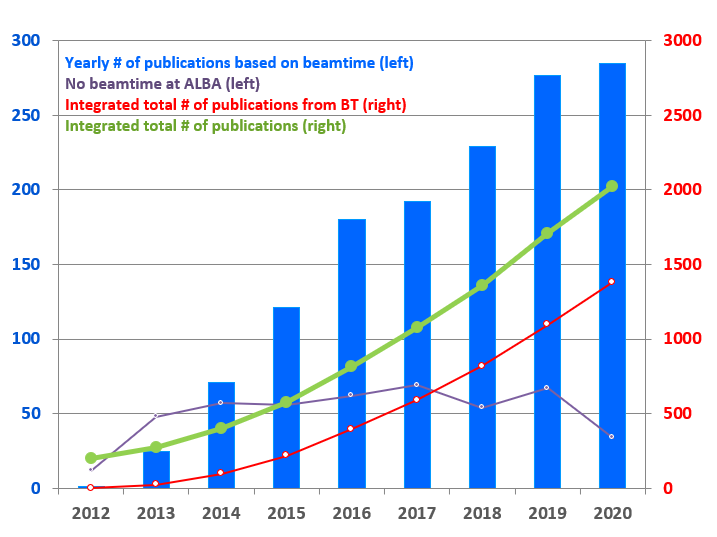 300
3000
Yearly # of publications based on beamtime (left)
No beamtime at ALBA (left)
Integrated total # of publications from BT (right)
Integrated total # of publications (right)
250
2500
200
2000
150
1500
100
1000
50
500
0
0
2012 2013 2014 2015 2016 2017 2018 2019 2020